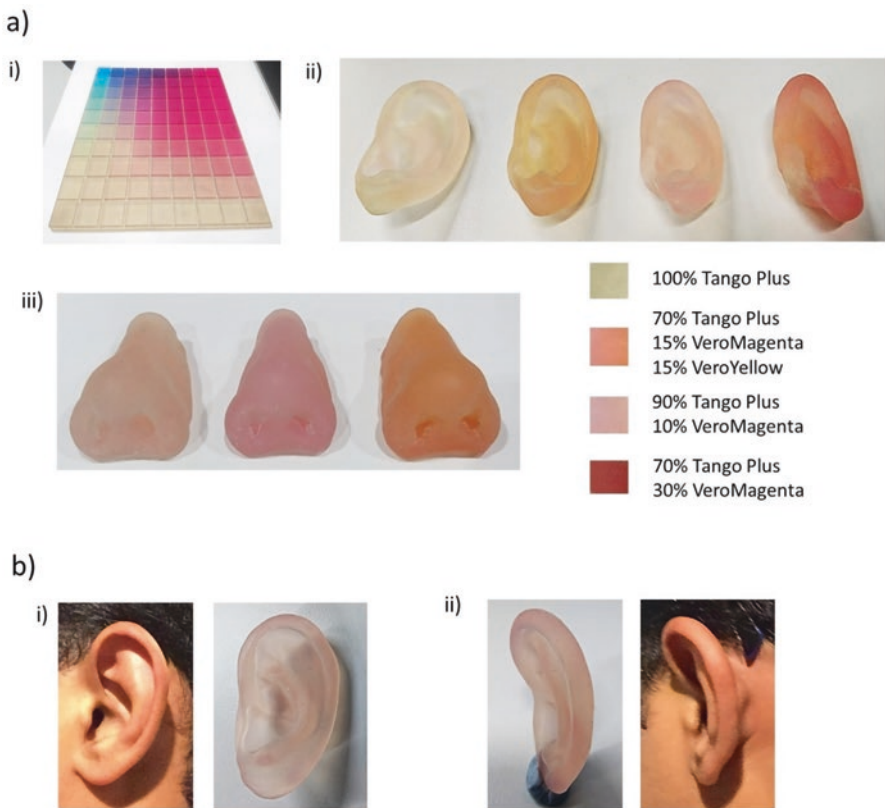 a)
i)
ii)
100% Tango Plus
70% Tango Plus
15% VeroMagenta
15% VeroYellow
iii)
90% Tango Plus
10% VeroMagenta
70% Tango Plus
30% VeroMagenta
b)
i)
ii)